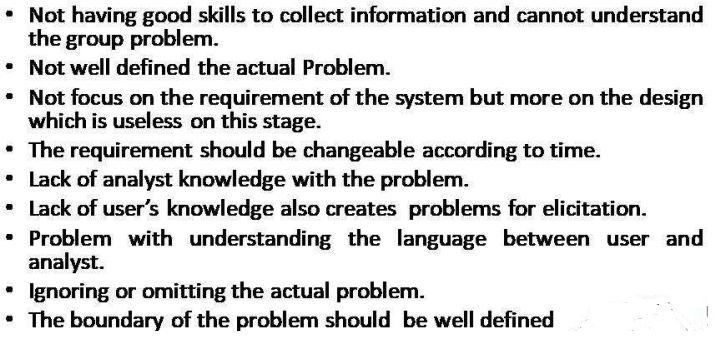 • Not having good skills to collect information and cannot understand
the group problem.
• Not well defined the actual Problem.
• Not focus on the requirement of the system but more on the design
which is useless on this stage.
• The requirement should be changeable according to time.
• Lack of analyst knowledge with the problem.
• Lack of user's knowledge also creates problems for elicitation.
• Problem with understanding the language between user and
analyst.
• Ignoring or omitting the actual problem.
• The boundary of the problem should be well defined